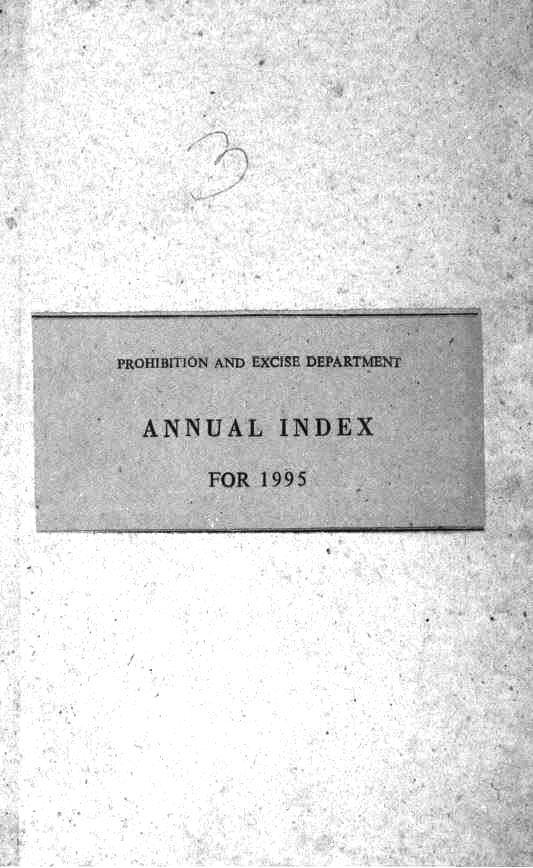 3
PROHIBITION AND EXCISE DEPARTMENT
ANNUAL INDEX
FOR 1995